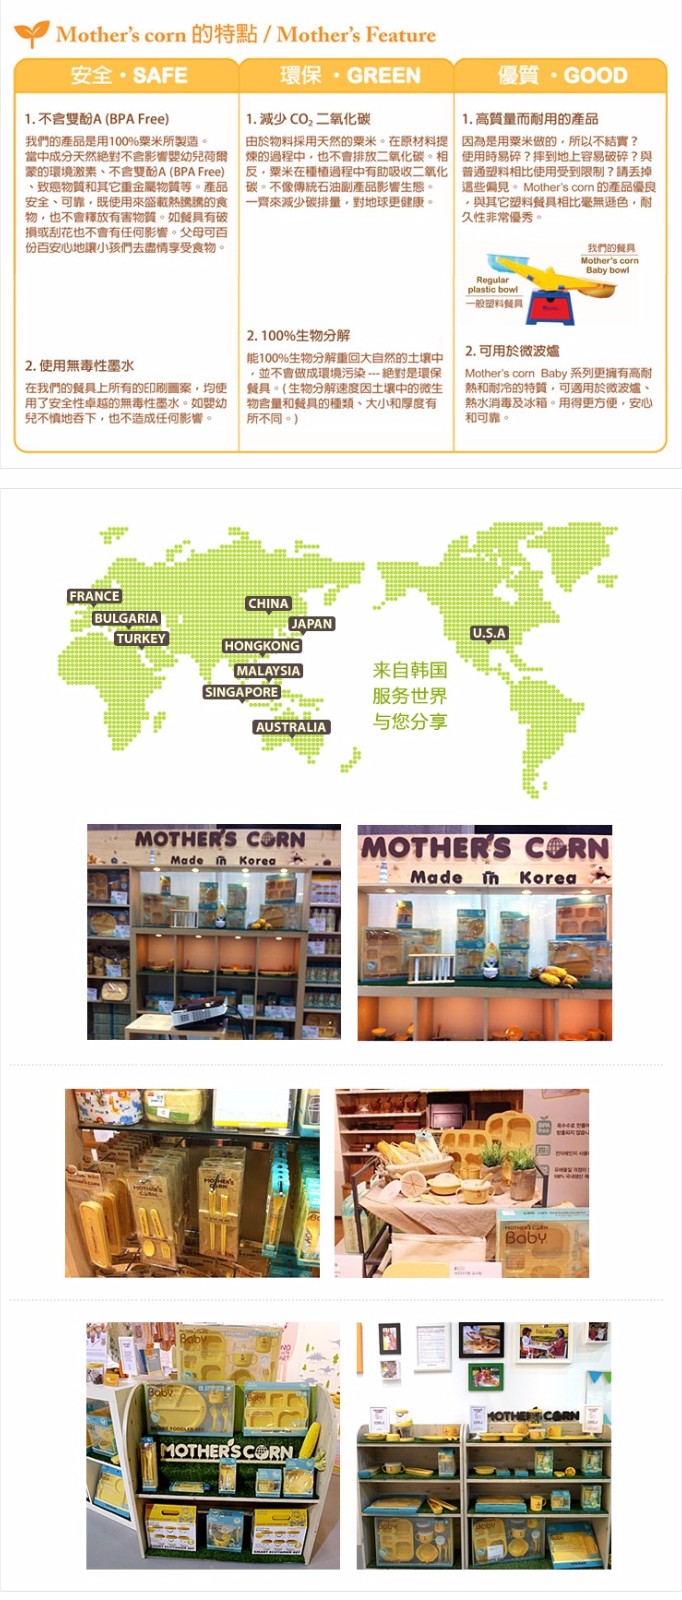 Mother's corn 的特點 / Mother's Feature
安全・SAFE
1. 不含雙酚A (BPA Free)
我們的產品是用100%粟米所製造。
當中成分天然絕對不含影響嬰幼兒荷爾
蒙的環境激素、不含雙酚A (BPA Free)
、致癌物質和其它重金屬物質等。產品
安全、可靠，既使用來盛載熱騰騰的食
物，也不會釋放有害物質。如餐具有破
損或刮花也不會有任何影響。父母可百
份百安心地讓小孩們去盡情享受食物。
2. 使用無毒性墨水
在我們的餐具上所有的印刷圖案，均使
用了安全性卓越的無毒性墨水。如嬰幼
兒不慎地吞下，也不造成任何影響。
環保・GREEN
1. 減少 CO₂ 二氧化碳
由於物料採用天然的粟米。在原材料提
煉的過程中，也不會排放二氧化碳。相
反，粟米在種植過程中有助吸收二氧化
碳。不像傳統石油副產品影響生態。
一齊來減少碳排量，對地球更健康。
2. 100%生物分解
能100%生物分解重回大自然的土壤中
，並不會做成環境污染 --- 絕對是環保
餐具。( 生物分解速度因土壤中的微生
物含量和餐具的種類、大小和厚度有
所不同。)
優質・GOOD
1. 高質量而耐用的產品
因為是用粟米做的，所以不結實？
使用時易碎？摔到地上容易破碎？與
普通塑料相比使用受到限制？請丟掉
這些偏見。 Mother's corn 的產品優良
，與其它塑料餐具相比毫無遜色，耐
久性非常優秀。
我們的餐具
Mother's corn
Baby bowl
Regular
plastic bowl
一般塑料餐具
2. 可用於微波爐
Mother's corn Baby 系列更擁有高耐
熱和耐冷的特質，可適用於微波爐、
熱水消毒及冰箱。用得更方便，安心
和可靠。
FRANCE
BULGARIA
TURKEY
CHINA
JAPAN
HONGKONG
MALAYSIA
SINGAPORE
AUSTRALIA
U.S.A
来自韩国
服务世界
与您分享
MOTHER'S CORN
Made in Korea
MOTHER'S CORN
Made in Korea
MOTHER'S
CORN
MOTHER'S CORN
Baby
Baby
Baby
MOTHER'S CORN
MOTHER'S CORN
Baby